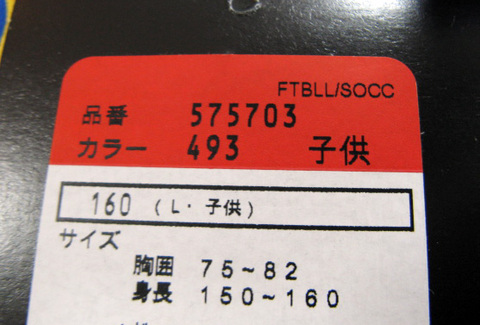 FTBLL/SOCC
品番 575703
カラー 493 子供
160 (L・子供)
サイズ
胸囲 75~82
身長 150~160